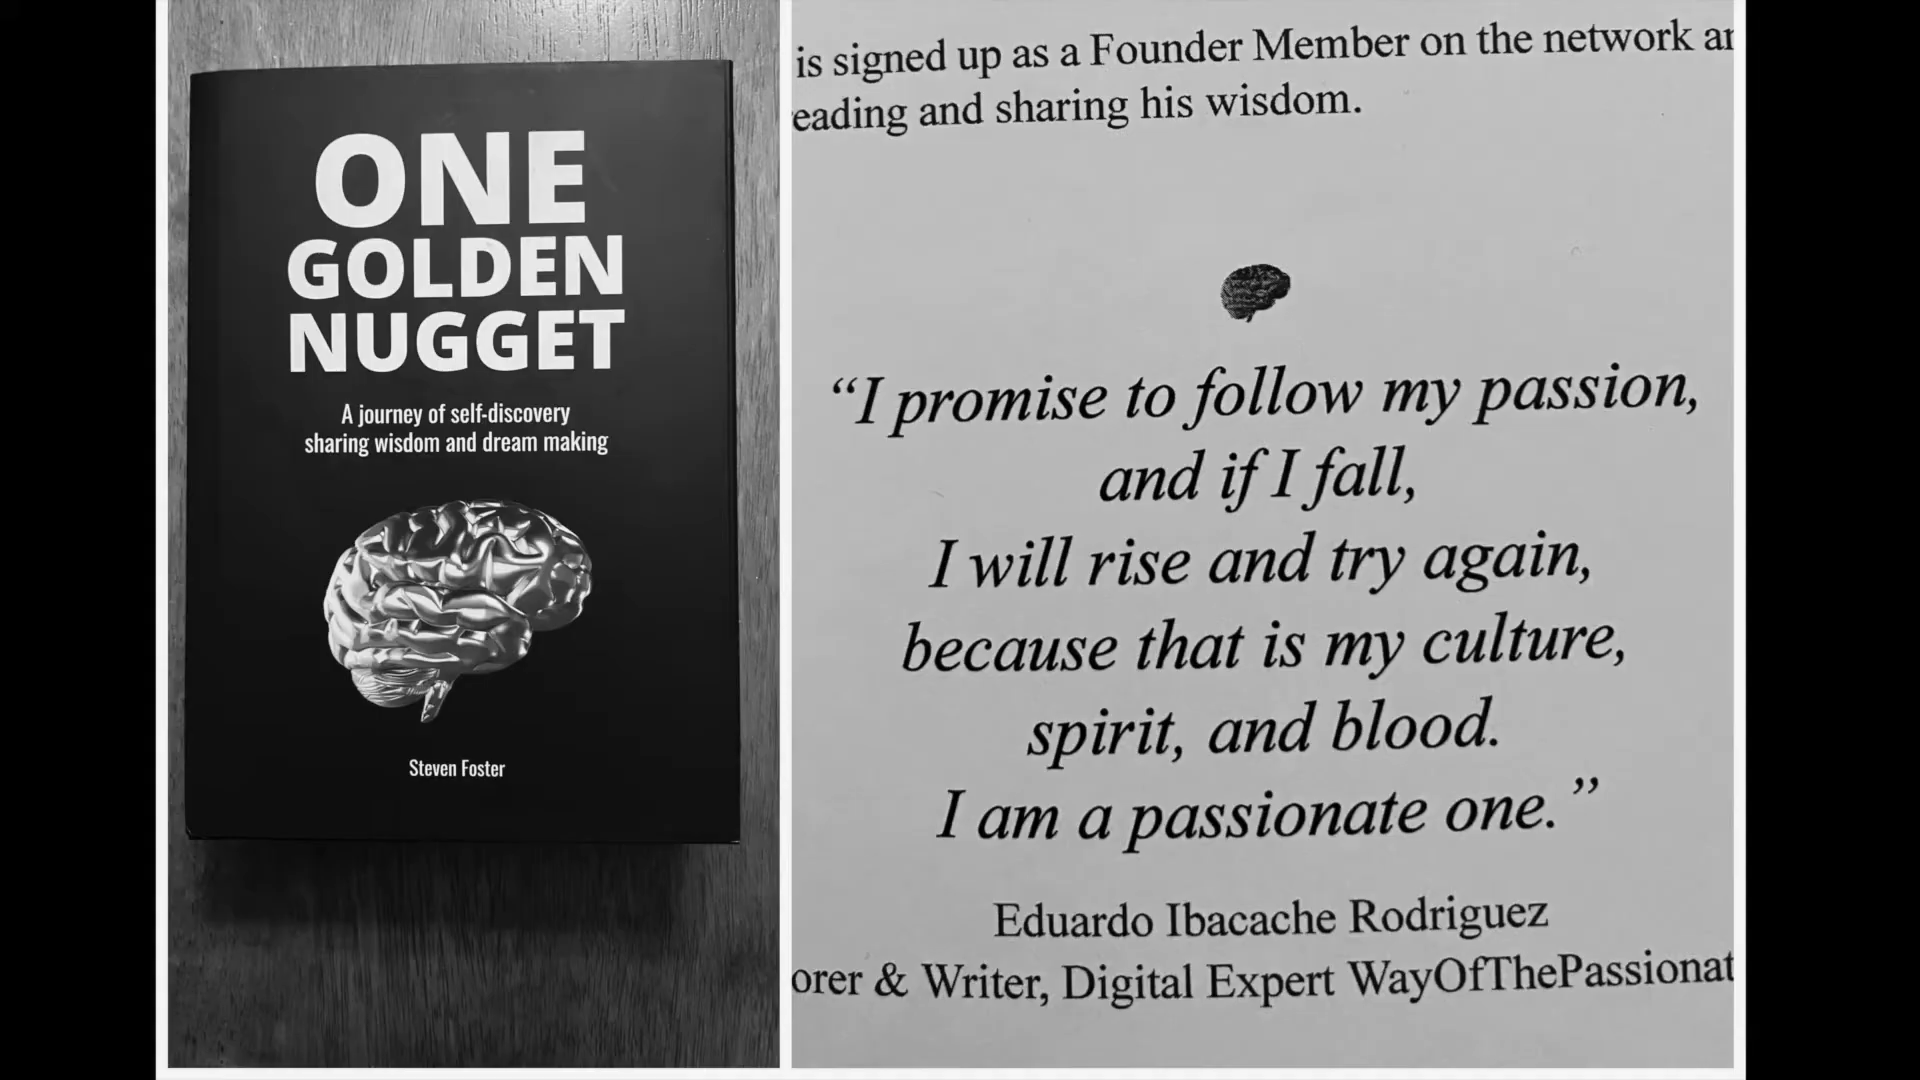 ONE
GOLDEN
NUGGET
A journey of self-discovery
sharing wisdom and dream making
Steven Foster
is signed up as a Founder Member on the network
and sharing his wisdom.
“I promise to follow my passion,
and if I fall,
I will rise and try again,
because that is my culture,
spirit, and blood.
I am a passionate one.”
Eduardo Ibacache Rodriguez
& Writer, Digital Expert WayOfThePassionat